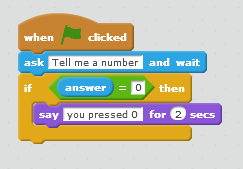 when clicked
ask Tell me a number and wait
if answer = 0 then
say you pressed 0 for 2 secs